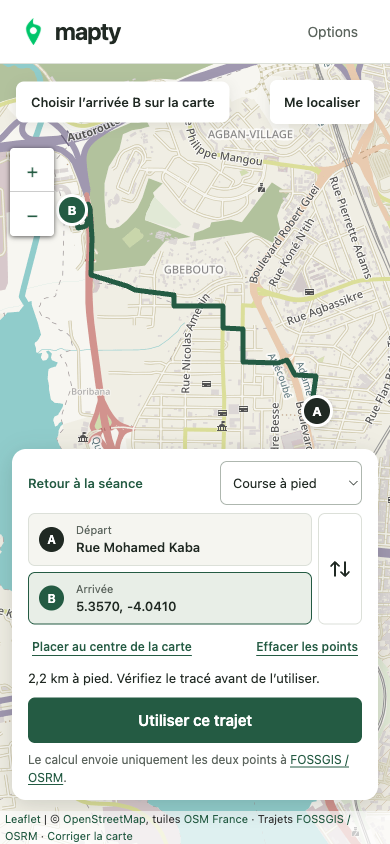 mapty
Options
Choisir l’arrivée B sur la carte
Me localiser
Autoroute
AGBAN-VILLAGE
Philippe Mangou
+
−
B
Boulevard Robert Guei
Rue Koné N'tih
Rue Pierrette Adams
GBEBOUTO
Rue Agbassikre
Rue Nicolas
Boribana
A
Retour à la séance
Course à pied
A
Départ
Rue Mohamed Kaba
B
Arrivée
5.3570, -4.0410
Placer au centre de la carte
Effacer les points
2,2 km à pied. Vérifiez le tracé avant de l’utiliser.
Utiliser ce trajet
Le calcul envoie uniquement les deux points à FOSSGIS /
OSRM.
Leaflet | © OpenStreetMap, tuiles OSM France · Trajets FOSSGIS /
OSRM · Corriger la carte